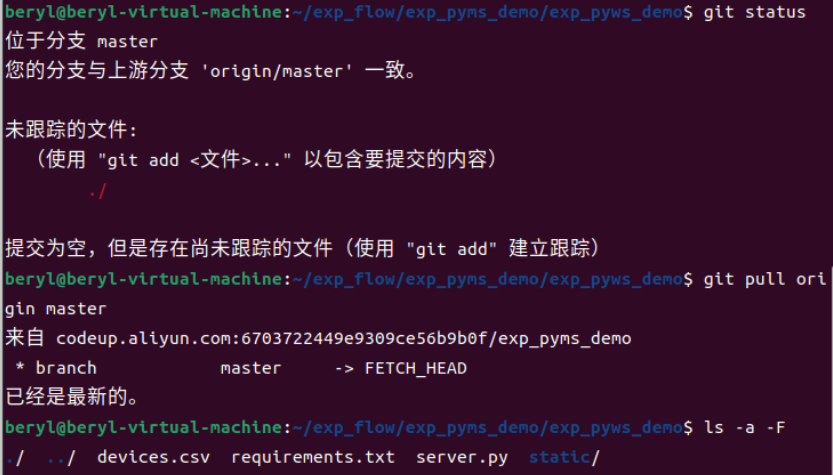 beryl@beryl-virtual-machine:~/exp_flow/exp_pyms_demo/exp_pyws_demo$ git status
位于分支 master
您的分支与上游分支 'origin/master' 一致。
未跟踪的文件:
（使用 "git add <文件>..." 以包含要提交的内容）
./
提交为空，但是存在尚未跟踪的文件（使用 "git add" 建立跟踪）
beryl@beryl-virtual-machine:~/exp_flow/exp_pyms_demo/exp_pyws_demo$ git pull ori
gin master
来自 codeup.aliyun.com:6703722449e9309ce56b9b0f/exp_pyms_demo
* branch            master     -> FETCH_HEAD
已经是最新的。
beryl@beryl-virtual-machine:~/exp_flow/exp_pyms_demo/exp_pyws_demo$ ls -a -F
./  ../  devices.csv  requirements.txt  server.py  static/